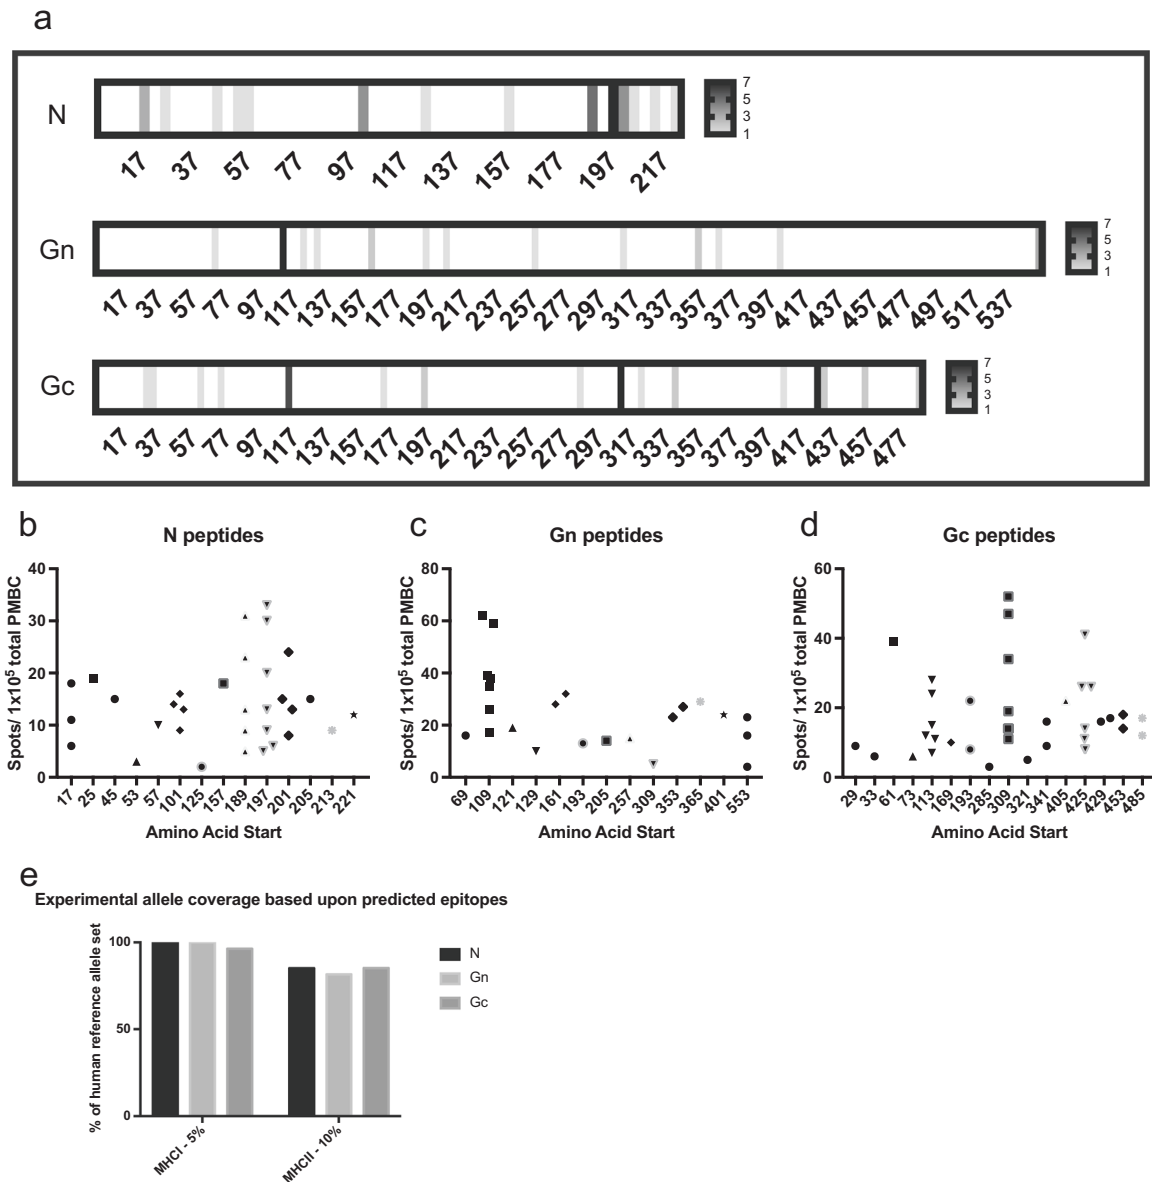 a
N
7
5
3
1
17 37 57 77 97 117 137 157 177 197 217
Gn
7
5
3
1
17 37 57 77 97 117 137 157 177 197 217 237 257 277 297 317 337 357 377 397 417 437 457 477 497 517 537
Gc
7
5
3
1
17 37 57 77 97 117 137 157 177 197 217 237 257 277 297 317 337 357 377 397 417 437 457 477
b
N peptides
Spots/ 1x10⁵ total PMBC
40
30
20
10
0
17 25 45 53 57 101 125 157 189 197 201 205 213 221
Amino Acid Start
c
Gn peptides
Spots/ 1x10⁵ total PMBC
80
60
40
20
0
69 109 121 129 161 193 205 257 309 353 365 401 553
Amino Acid Start
d
Gc peptides
Spots/ 1x10⁵ total PMBC
60
40
20
0
29 33 61 73 113 169 193 285 309 321 341 405 425 429 453 485
Amino Acid Start
e
Experimental allele coverage based upon predicted epitopes
% of human reference allele set
100
50
0
MHCI - 5%
MHCII - 10%
N
Gn
Gc